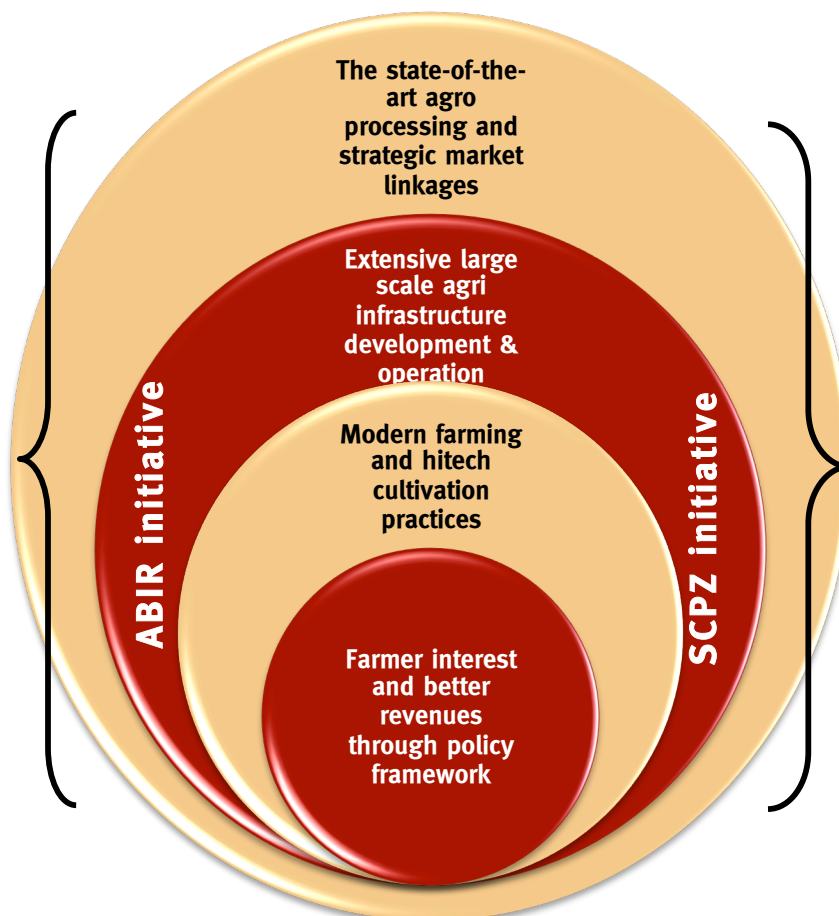 The state-of-the-
art agro
processing and
strategic market
linkages
Extensive large
scale agri
infrastructure
development &
operation
Modern farming
and hitech
cultivation
practices
Farmer interest
and better
revenues
through policy
framework
ABIR initiative
SCPZ initiative